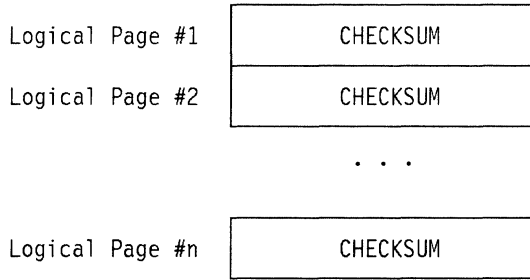 Logical Page #1 CHECKSUM
Logical Page #2 CHECKSUM
. . .
Logical Page #n CHECKSUM